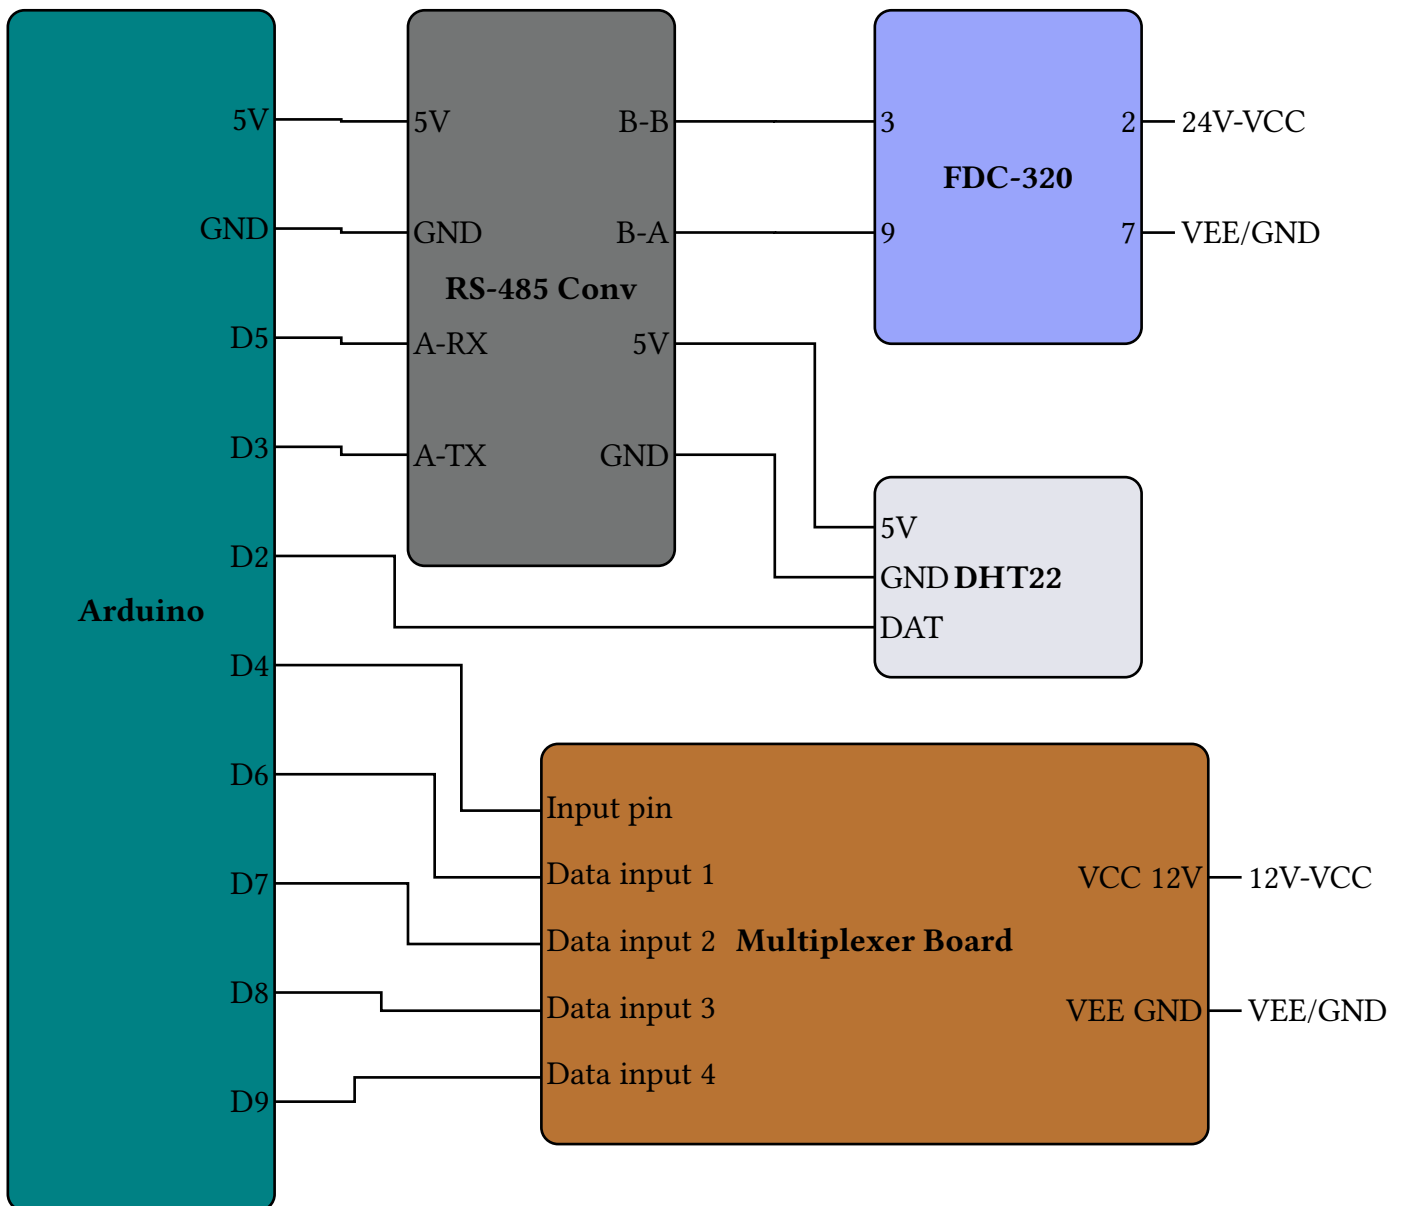 5V
GND
D5
D3
D2
Arduino
D4
D6
D7
D8
D9
5V
GND
A-RX
A-TX
RS-485 Conv
B-B
B-A
5V
GND
3
9
FDC-320
2
7
24V-VCC
VEE/GND
5V
GND DHT22
DAT
Input pin
Data input 1
Data input 2
Data input 3
Data input 4
Multiplexer Board
VCC 12V
VEE GND
12V-VCC
VEE/GND